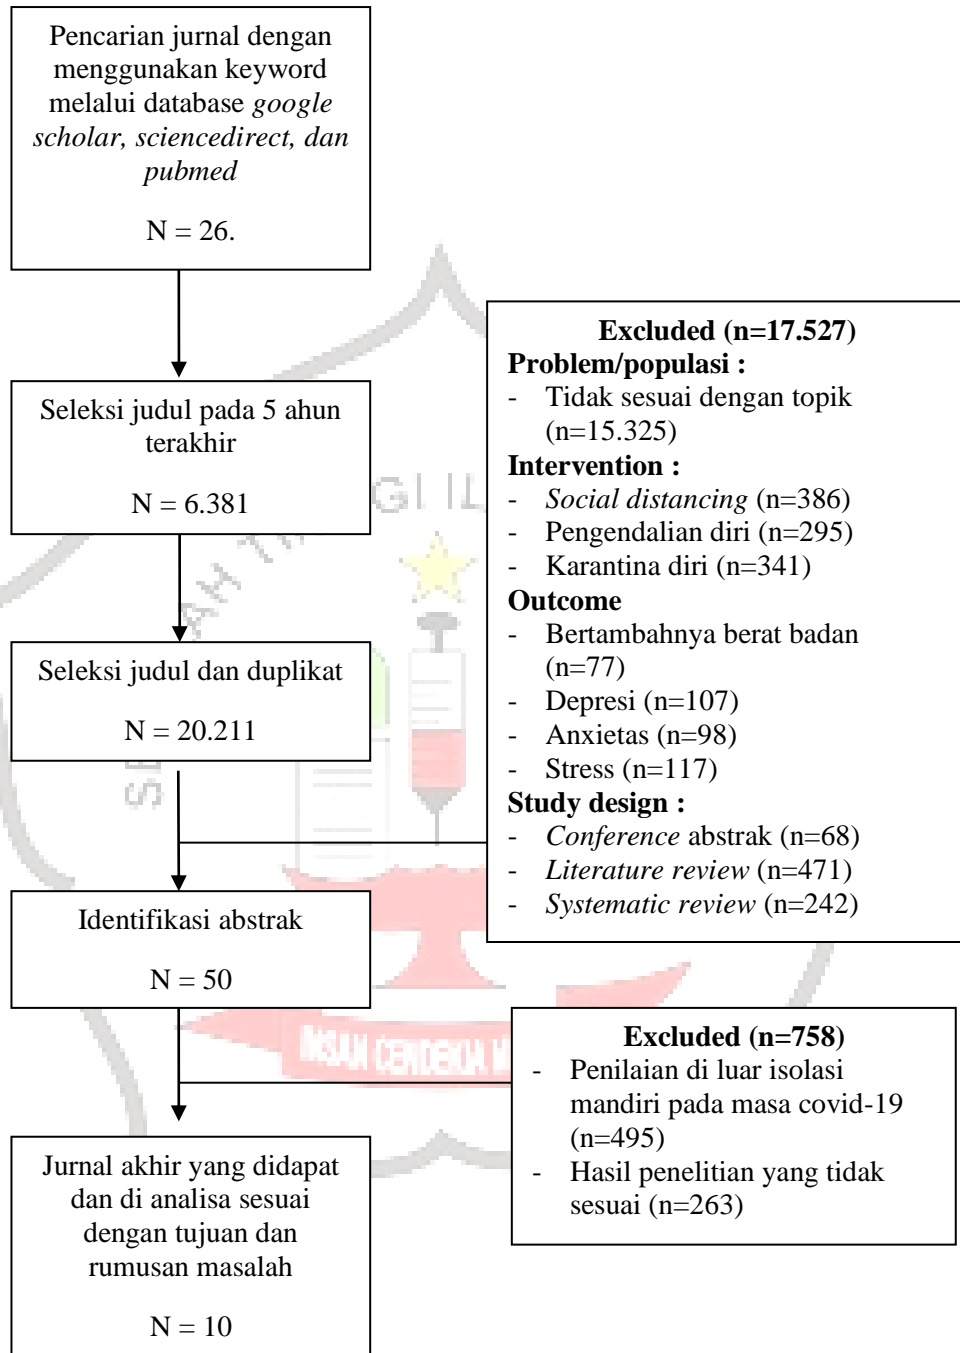 Pencarian jurnal dengan
menggunakan keyword
melalui database google
scholar, sciencedirect, dan
pubmed
N = 26.
Seleksi judul pada 5 ahun
terakhir
N = 6.381
Seleksi judul dan duplikat
N = 20.211
Excluded (n=17.527)
Problem/populasi :
- Tidak sesuai dengan topik
(n=15.325)
Intervention :
- Social distancing (n=386)
- Pengendalian diri (n=295)
- Karantina diri (n=341)
Outcome
- Bertambahnya berat badan
(n=77)
- Depresi (n=107)
- Anxietas (n=98)
- Stress (n=117)
Study design :
- Conference abstrak (n=68)
- Literature review (n=471)
- Systematic review (n=242)
Identifikasi abstrak
N = 50
Excluded (n=758)
- Penilaian di luar isolasi
mandiri pada masa covid-19
(n=495)
- Hasil penelitian yang tidak
sesuai (n=263)
Jurnal akhir yang didapat
dan di analisa sesuai
dengan tujuan dan
rumusan masalah
N = 10
INSAN CENDEKIA